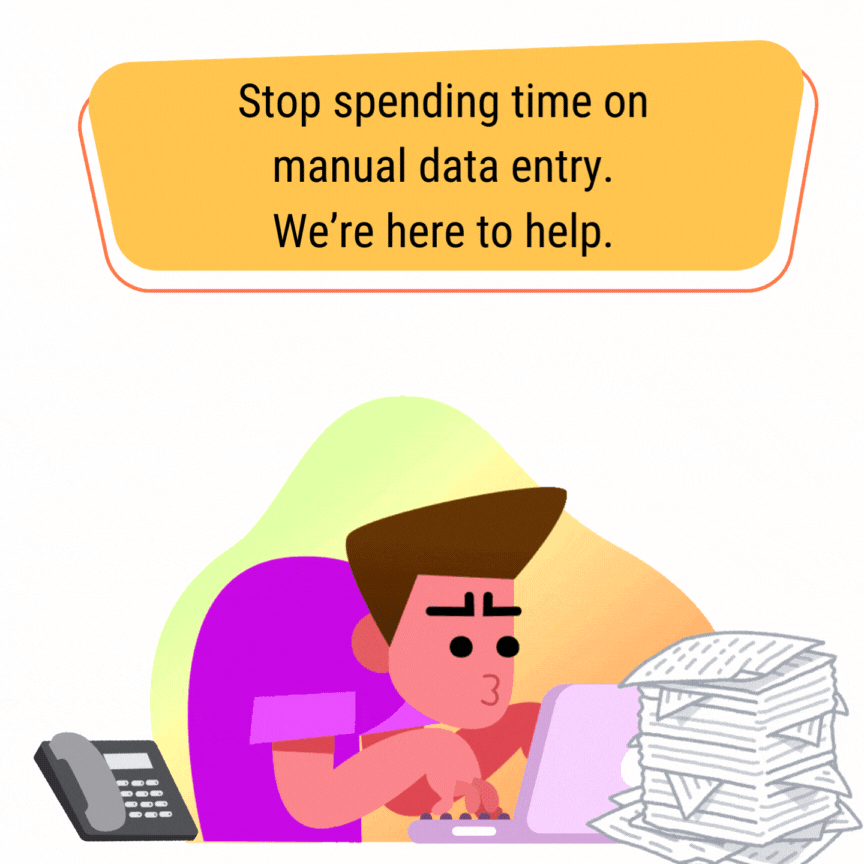 Stop spending time on
manual data entry.
We’re here to help.